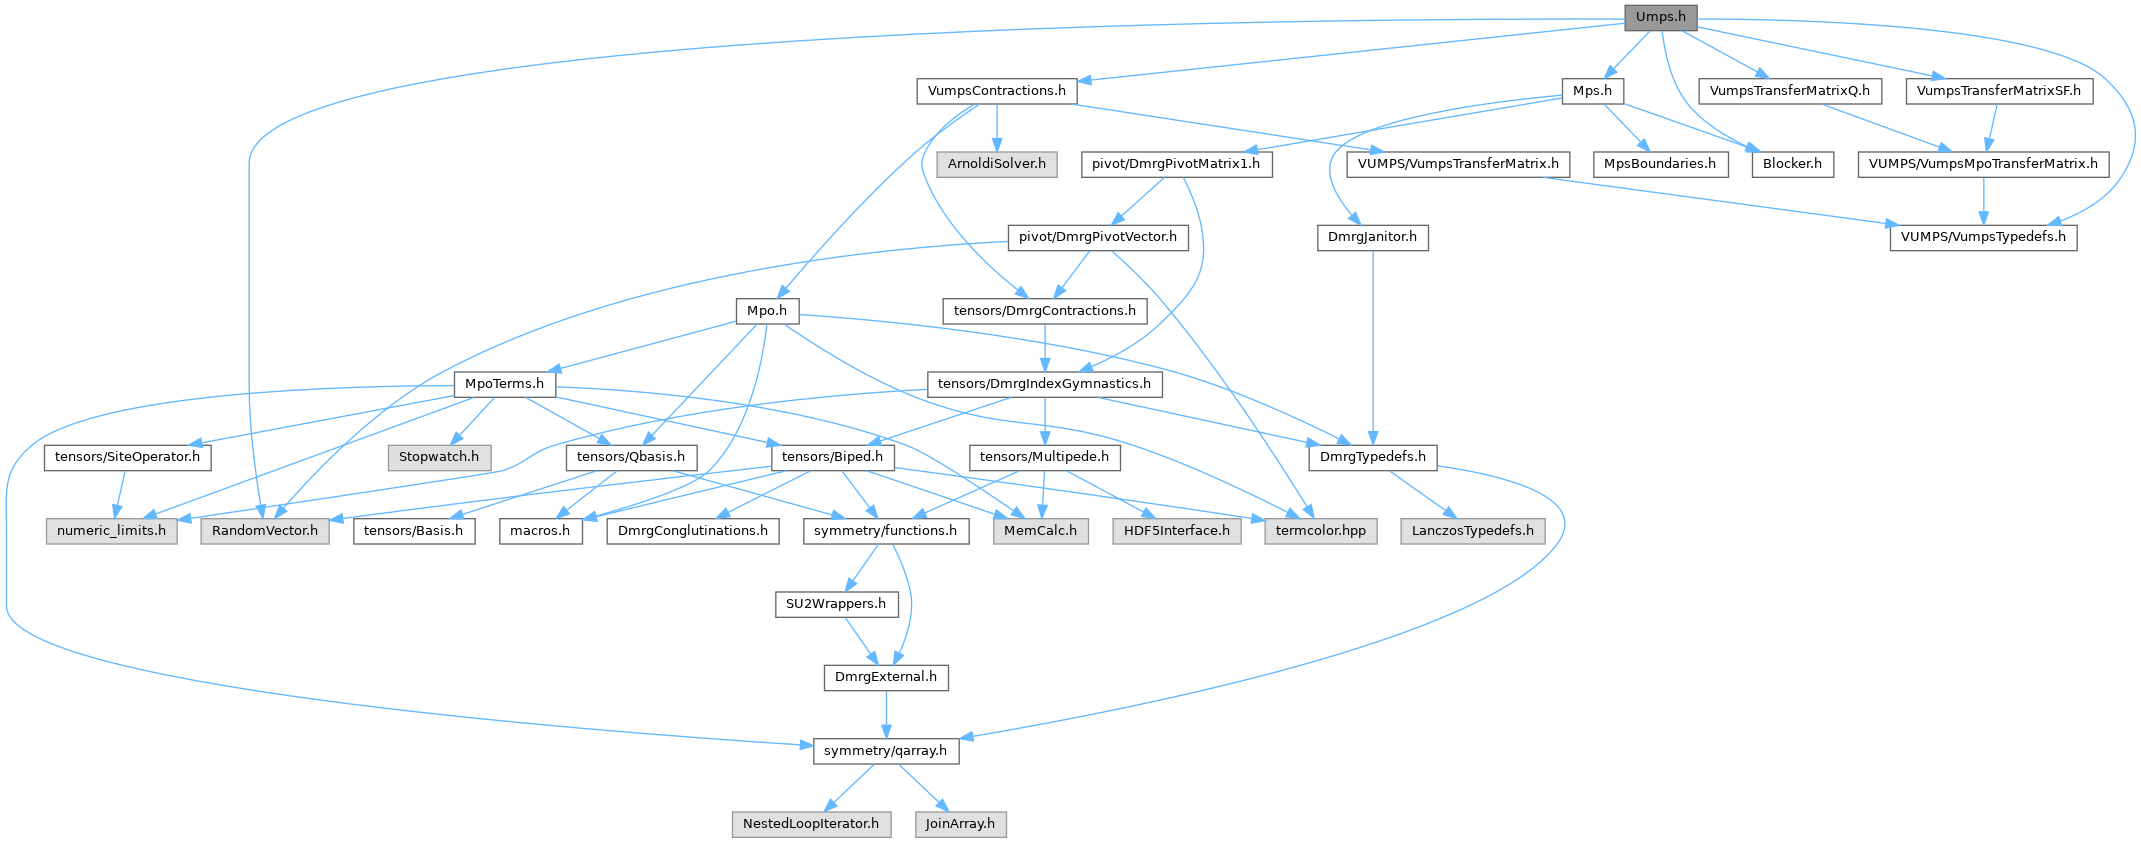 Umps.h
VumpsContractions.h
Mps.h
VumpsTransferMatrixQ.h
VumpsTransferMatrixSF.h
ArnoldiSolver.h
pivot/DmrgPivotMatrix1.h
VUMPS/VumpsTransferMatrix.h
MpsBoundaries.h
Blocker.h
VUMPS/VumpsMpoTransferMatrix.h
pivot/DmrgPivotVector.h
DmrgJanitor.h
VUMPS/VumpsTypedefs.h
Mpo.h
tensors/DmrgContractions.h
MpoTerms.h
tensors/DmrgIndexGymnastics.h
tensors/SiteOperator.h
Stopwatch.h
tensors/Qbasis.h
tensors/Biped.h
tensors/Multipede.h
DmrgTypedefs.h
numeric_limits.h
RandomVector.h
tensors/Basis.h
macros.h
DmrgConglutinations.h
symmetry/functions.h
MemCalc.h
HDF5Interface.h
termcolor.hpp
LanczosTypedefs.h
SU2Wrappers.h
DmrgExternal.h
symmetry/qarray.h
NestedLoopIterator.h
JoinArray.h